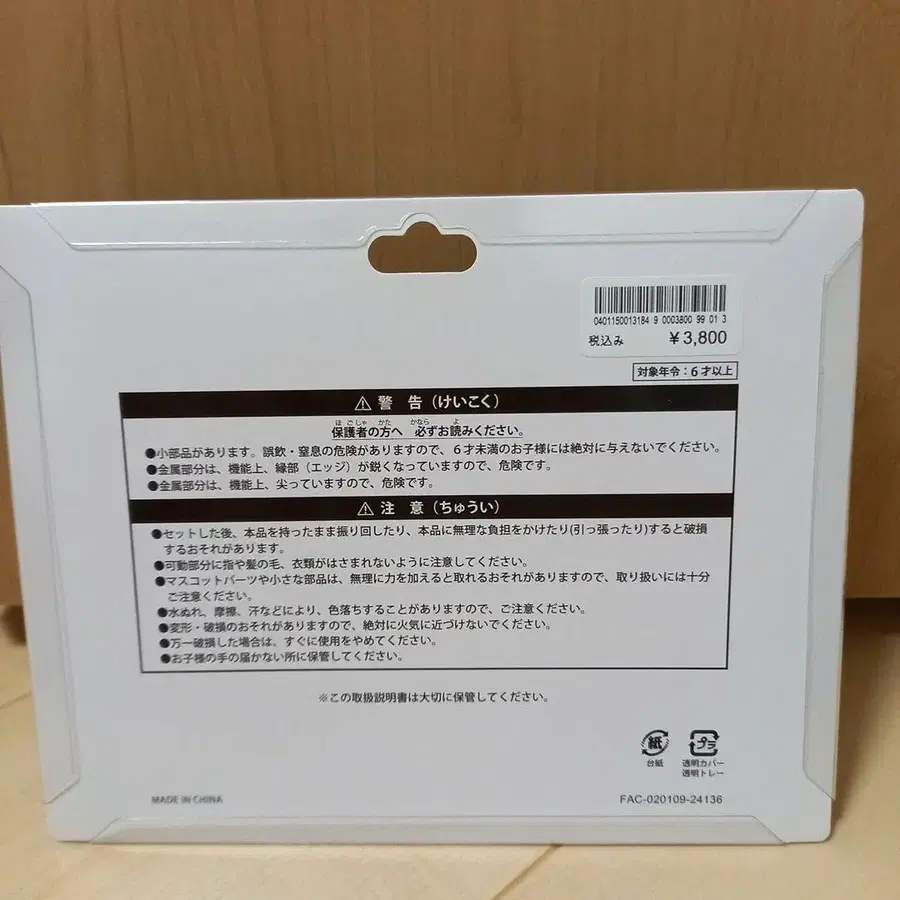 0401150013184 9 0003800 99 01 3
税込み ￥3,800
対象年令：6才以上
⚠ 警 告（けいこく）
保護者の方へ 必ずお読みください。
●小部品があります。誤飲・窒息の危険がありますので、６才未満のお子様には絶対に与えないでください。
●金属部分は、機能上、縁部（エッジ）が鋭くなっていますので、危険です。
●金属部分は、機能上、尖っていますので、危険です。
⚠ 注 意（ちゅうい）
●セットした後、本品を持ったまま振り回したり、本品に無理な負担をかけたり(引っ張ったり)すると破損
するおそれがあります。
●可動部分に指や髪の毛、衣類がはさまれないように注意してください。
●マスコットパーツや小さな部品は、無理に力を加えると取れるおそれがありますので、取り扱いには十分
ご注意ください。
●水ぬれ、摩擦、汗などにより、色落ちすることがありますので、ご注意ください。
●変形・破損のおそれがありますので、絶対に火気に近づけないでください。
●万一破損した場合は、すぐに使用をやめてください。
●お子様の手の届かない所に保管してください。
※この取扱説明書は大切に保管してください。
紙 プラ
台紙 透明カバー
透明トレー
MADE IN CHINA FAC-020109-24136